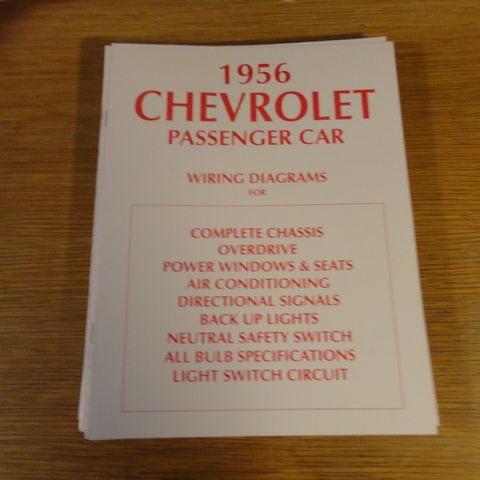 1956
CHEVROLET
PASSENGER CAR
WIRING DIAGRAMS
FOR
COMPLETE CHASSIS
OVERDRIVE
POWER WINDOWS & SEATS
AIR CONDITIONING
DIRECTIONAL SIGNALS
BACK UP LIGHTS
NEUTRAL SAFETY SWITCH
ALL BULB SPECIFICATIONS
LIGHT SWITCH CIRCUIT